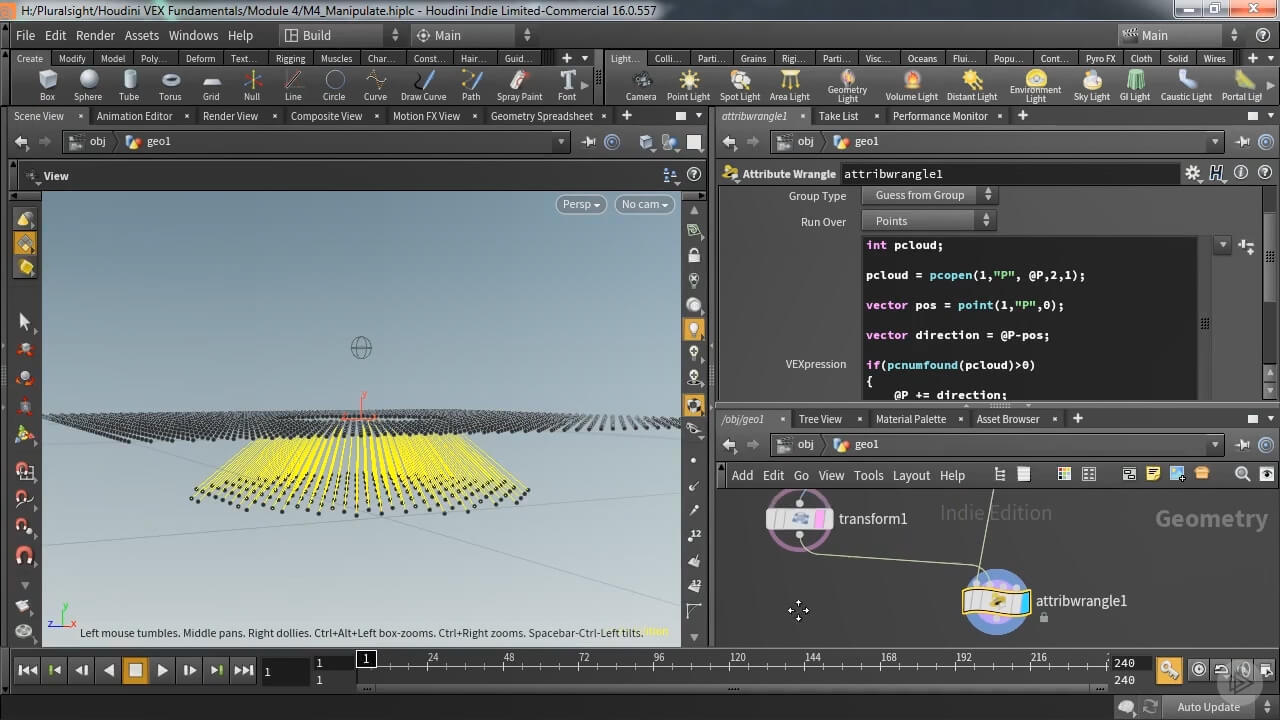 H:/Pluralsight/Houdini VEX Fundamentals/Module 4/M4_Manipulate.hiplc - Houdini Indie Limited-Commercial 16.0.557
File Edit Render Assets Windows Help Build Main Main
Create Modify Model Poly... Deform Text... Rigging Muscles Char... Const... Hair... Guid...
Light... Colli... Parti... Grains Rigi... Parti... Visc... Oceans Flui... Popu... Cont... Pyro FX Cloth Solid Wires
Box Sphere Tube Torus Grid Null Line Circle Curve Draw Curve Path Spray Paint Font
Camera Point Light Spot Light Area Light Geometry Light Volume Light Distant Light Environment Light Sky Light GI Light Caustic Light Portal Ligl
Scene View Animation Editor Render View Composite View Motion FX View Geometry Spreadsheet
attribwrangle1 Take List Performance Monitor
obj geo1
obj geo1
View
Persp No cam
Attribute Wrangle attribwrangle1
Group Type Guess from Group
Run Over Points
VEXpression
int pcloud;
pcloud = pcopen(1,"P", @P,2,1);
vector pos = point(1,"P",0);
vector direction = @P-pos;
if(pcnumfound(pcloud)>0)
{
@P += direction;
/obj/geo1 Tree View Material Palette Asset Browser
obj geo1
Add Edit Go View Tools Layout Help
transform1
Indie Edition
Geometry
attribwrangle1
y
12
12
y
z x
Left mouse tumbles. Middle pans. Right dollies. Ctrl+Alt+Left box-zooms. Ctrl+Right zooms. Spacebar-Ctrl-Left tilts.
1
1
1
1 24 48 72 96 120 144 168 192 216
240
240
Auto Update